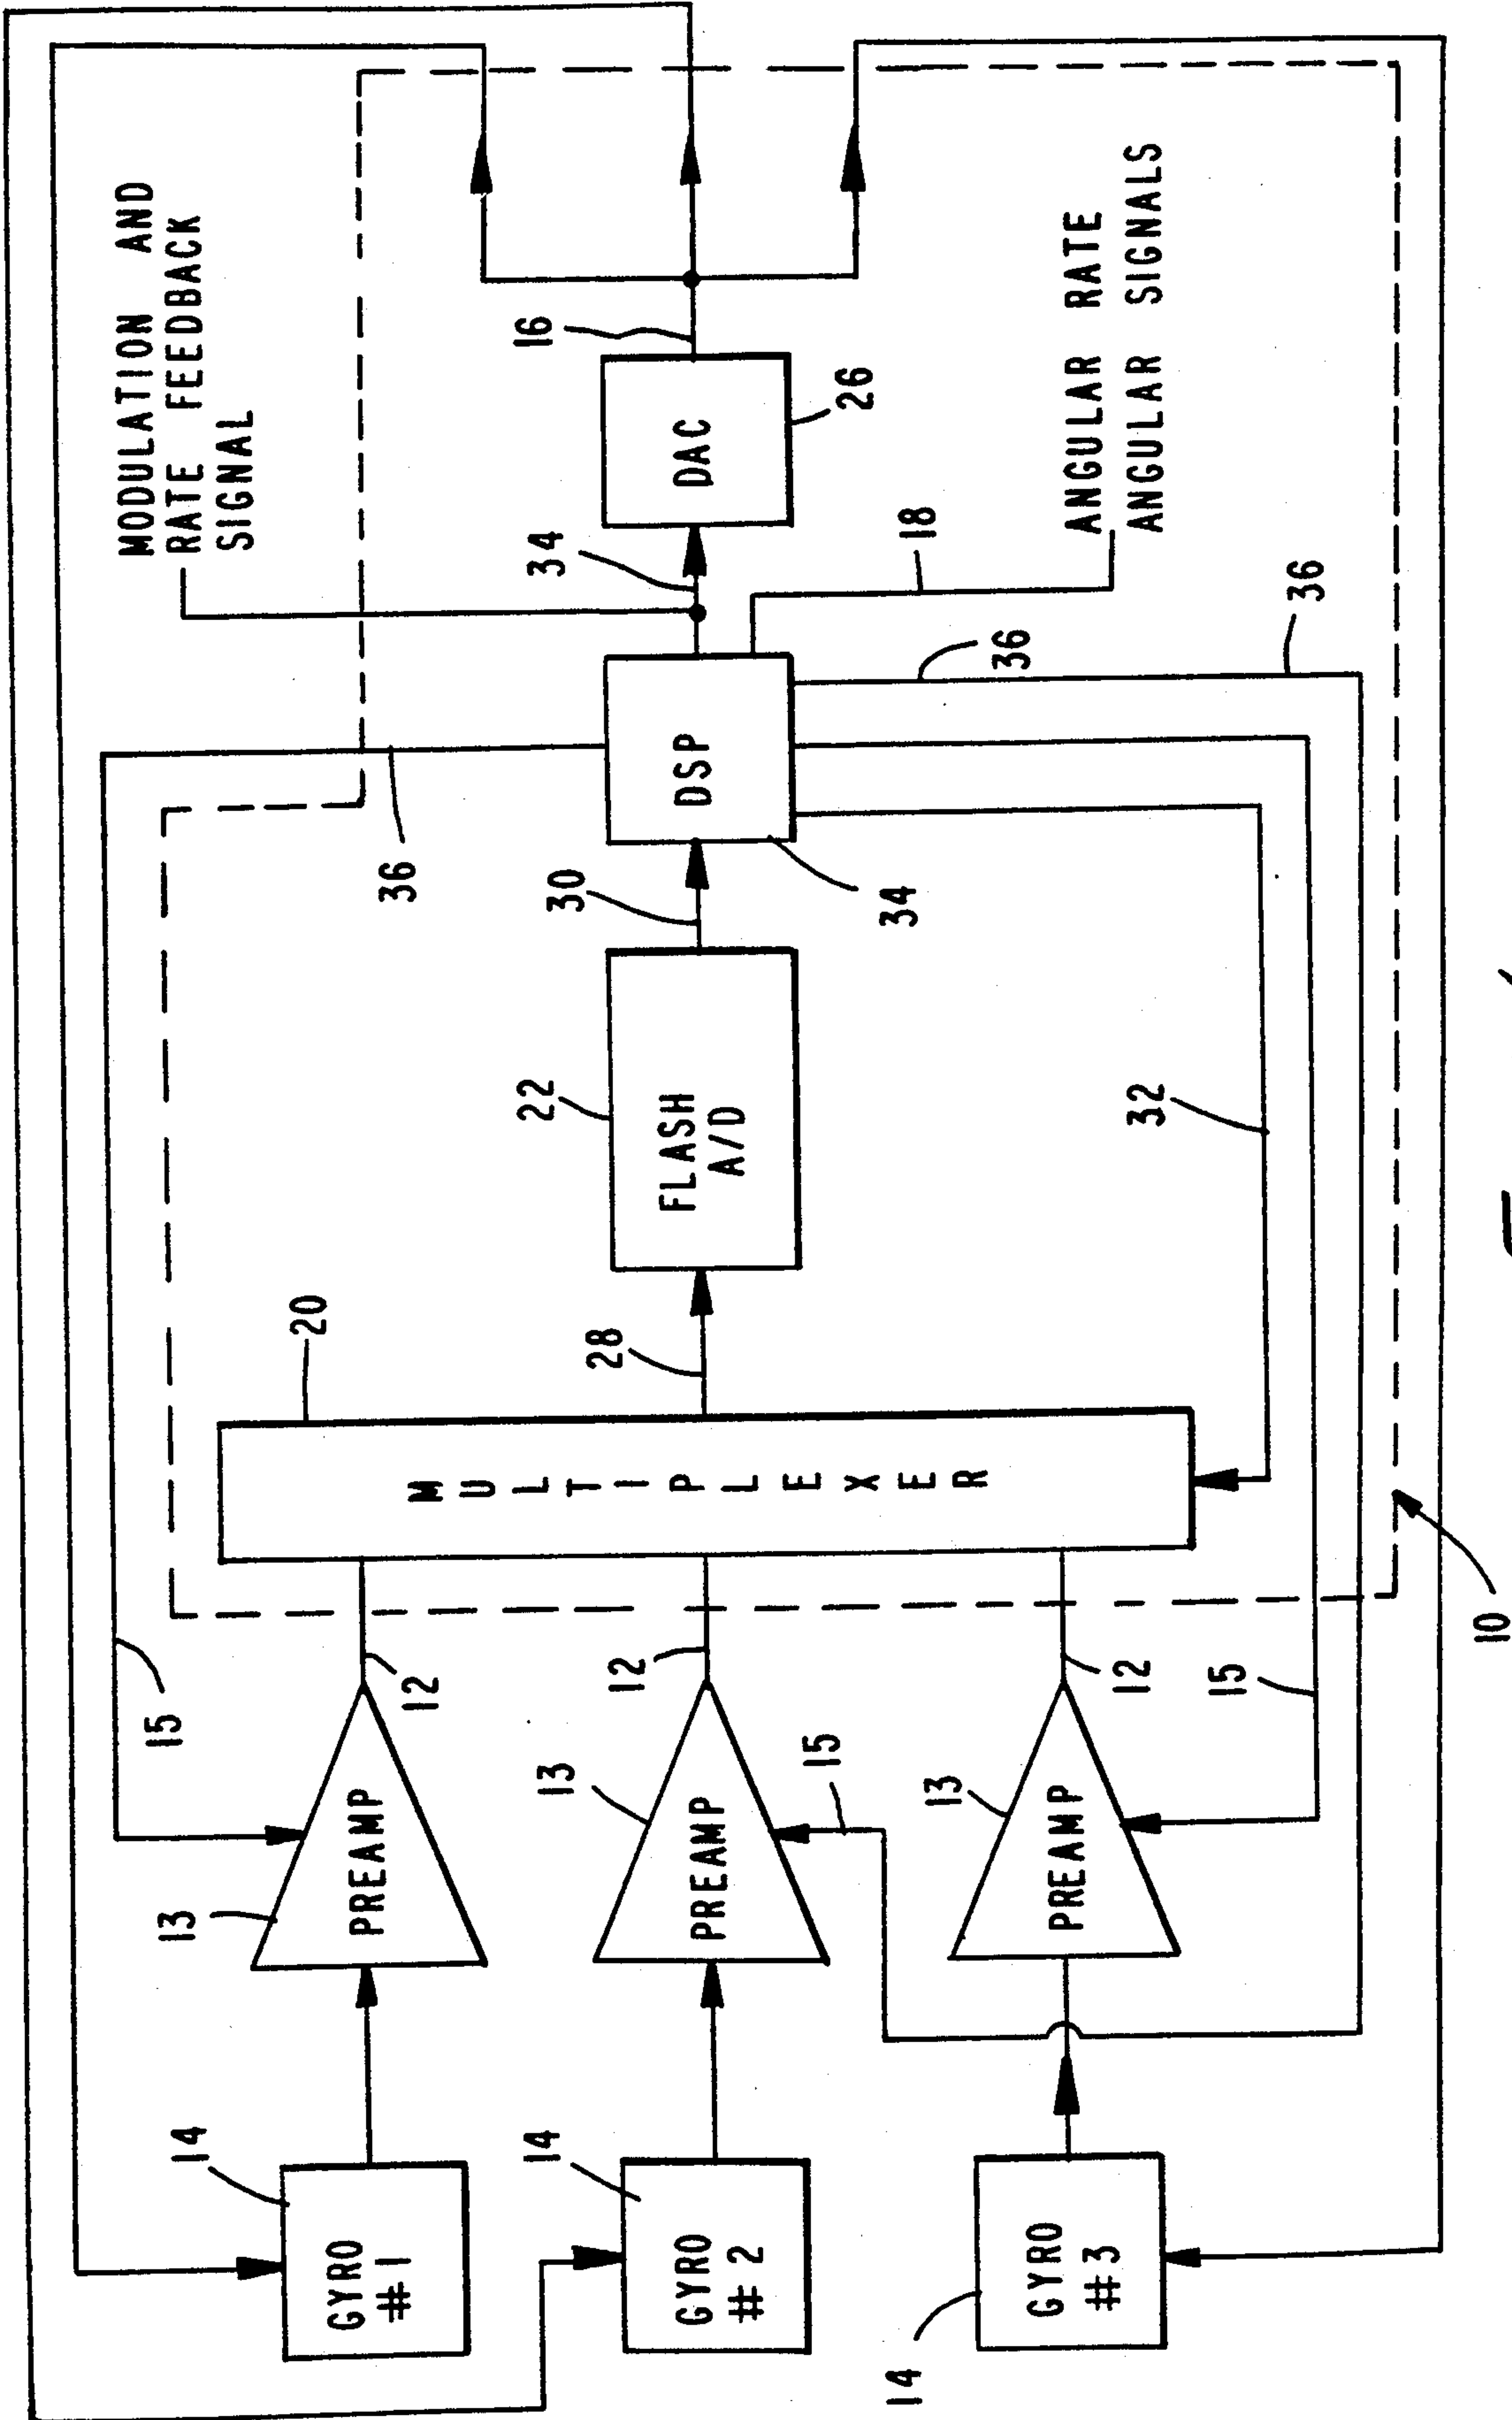 MODULATION AND
RATE FEEDBACK
SIGNAL
15
36
20
34
16
GYRO
#1
14
13
PREAMP
12
MULTIPLEXER
28
FLASH
A/D
22
30
DSP
34
DAC
26
GYRO
#2
14
13
PREAMP
12
15
36
18
ANGULAR RATE
ANGULAR SIGNALS
36
GYRO
#3
14
13
PREAMP
12
15
32
10